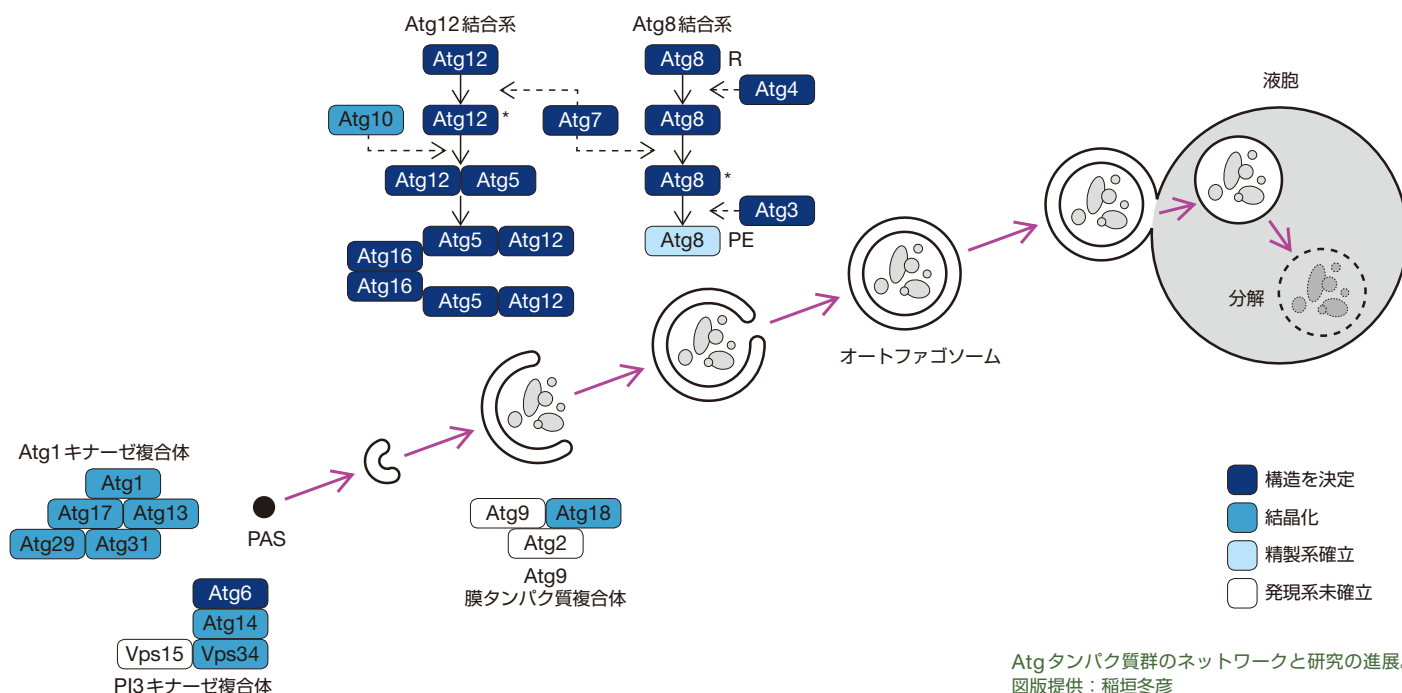 Atg12結合系
Atg8結合系
Atg12
Atg8 R
Atg4
Atg10
Atg12 *
Atg7
Atg8
Atg12 Atg5
Atg8 *
Atg3
Atg5 Atg12
Atg8 PE
Atg16
Atg16
Atg5 Atg12
液胞
分解
オートファゴソーム
Atg1キナーゼ複合体
Atg1
Atg17 Atg13
Atg29 Atg31
PAS
Atg9 Atg18
Atg2
Atg9
膜タンパク質複合体
Atg6
Atg14
Vps15 Vps34
PI3キナーゼ複合体
構造を決定
結晶化
精製系確立
発現系未確立
Atgタンパク質群のネットワークと研究の進展。
図版提供：稲垣冬彦